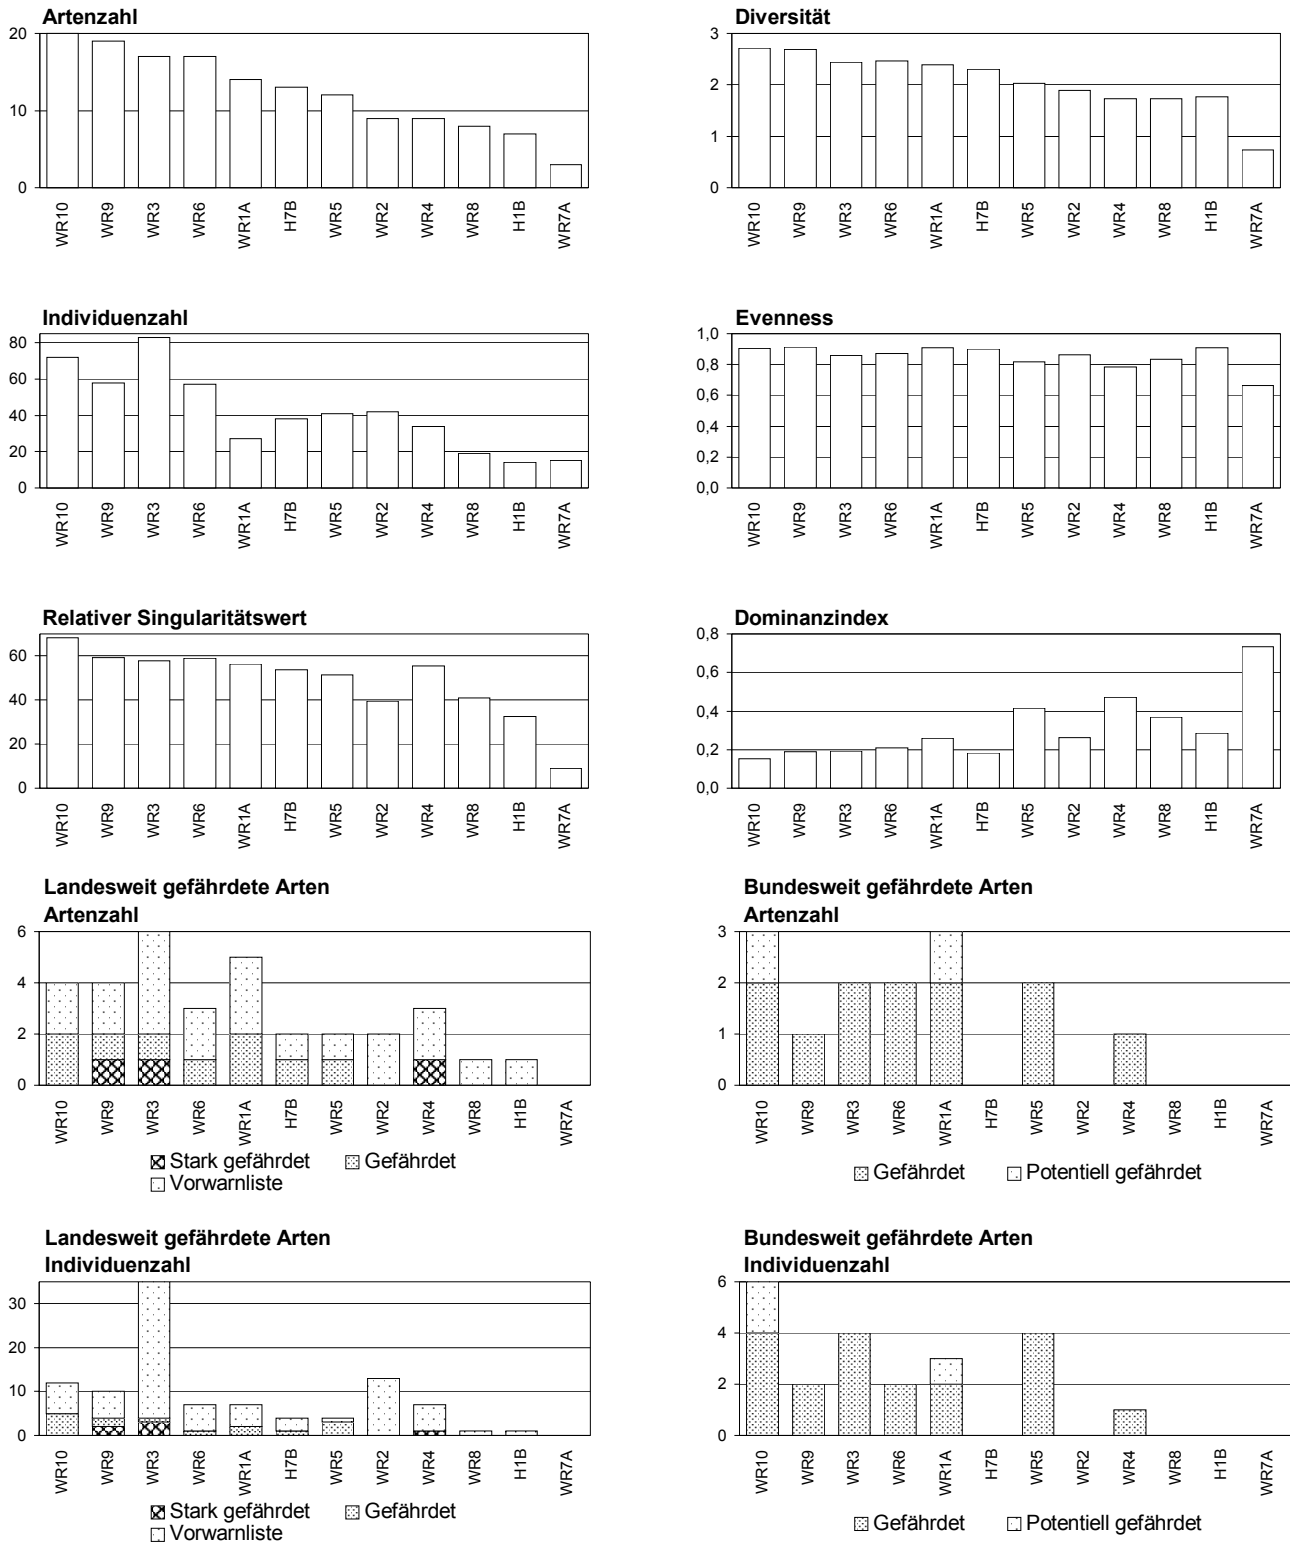 Artenzahl
20
10
0
WR10 WR9 WR3 WR6 WR1A H7B WR5 WR2 WR4 WR8 H1B WR7A
Diversität
3
2
1
0
WR10 WR9 WR3 WR6 WR1A H7B WR5 WR2 WR4 WR8 H1B WR7A
Individuenzahl
80
60
40
20
0
WR10 WR9 WR3 WR6 WR1A H7B WR5 WR2 WR4 WR8 H1B WR7A
Evenness
1,0
0,8
0,6
0,4
0,2
0,0
WR10 WR9 WR3 WR6 WR1A H7B WR5 WR2 WR4 WR8 H1B WR7A
Relativer Singularitätswert
60
40
20
0
WR10 WR9 WR3 WR6 WR1A H7B WR5 WR2 WR4 WR8 H1B WR7A
Dominanzindex
0,8
0,6
0,4
0,2
0,0
WR10 WR9 WR3 WR6 WR1A H7B WR5 WR2 WR4 WR8 H1B WR7A
Landesweit gefährdete Arten
Artenzahl
6
4
2
0
WR10 WR9 WR3 WR6 WR1A H7B WR5 WR2 WR4 WR8 H1B WR7A
Stark gefährdet Gefährdet
Vorwarnliste
Bundesweit gefährdete Arten
Artenzahl
3
2
1
0
WR10 WR9 WR3 WR6 WR1A H7B WR5 WR2 WR4 WR8 H1B WR7A
Gefährdet Potentiell gefährdet
Landesweit gefährdete Arten
Individuenzahl
30
20
10
0
WR10 WR9 WR3 WR6 WR1A H7B WR5 WR2 WR4 WR8 H1B WR7A
Stark gefährdet Gefährdet
Vorwarnliste
Bundesweit gefährdete Arten
Individuenzahl
6
4
2
0
WR10 WR9 WR3 WR6 WR1A H7B WR5 WR2 WR4 WR8 H1B WR7A
Gefährdet Potentiell gefährdet